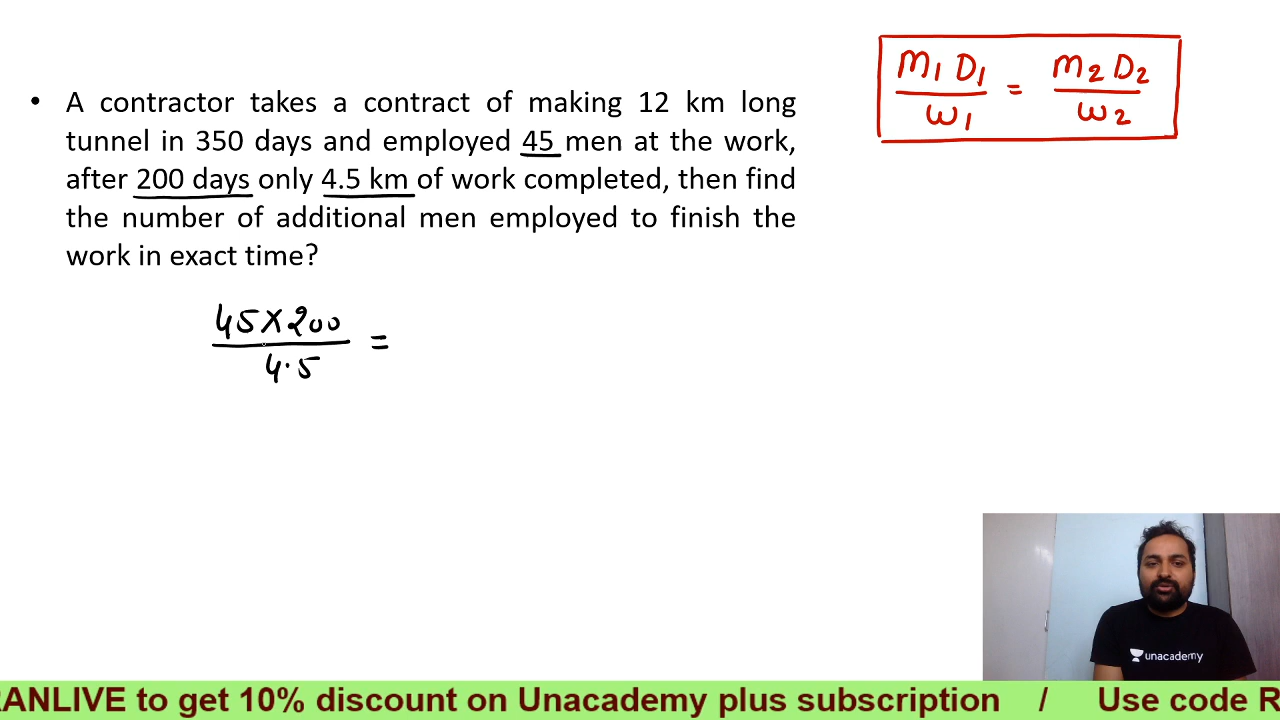 • A contractor takes a contract of making 12 km long
tunnel in 350 days and employed 45 men at the work,
after 200 days only 4.5 km of work completed, then find
the number of additional men employed to finish the
work in exact time?
M1 D1 / W1 = M2 D2 / W2
45 × 200 / 4.5 =
unacademy
RANLIVE to get 10% discount on Unacademy plus subscription / Use code R